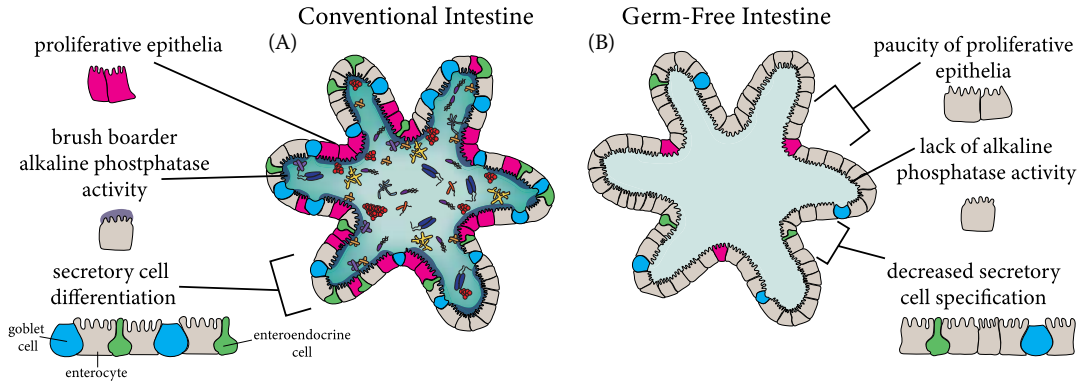 Conventional Intestine
(A)
proliferative epithelia
brush boarder
alkaline phostphatase
activity
secretory cell
differentiation
goblet
cell
enterocyte
enteroendocrine
cell
Germ-Free Intestine
(B)
paucity of proliferative
epithelia
lack of alkaline
phosphatase activity
decreased secretory
cell specification